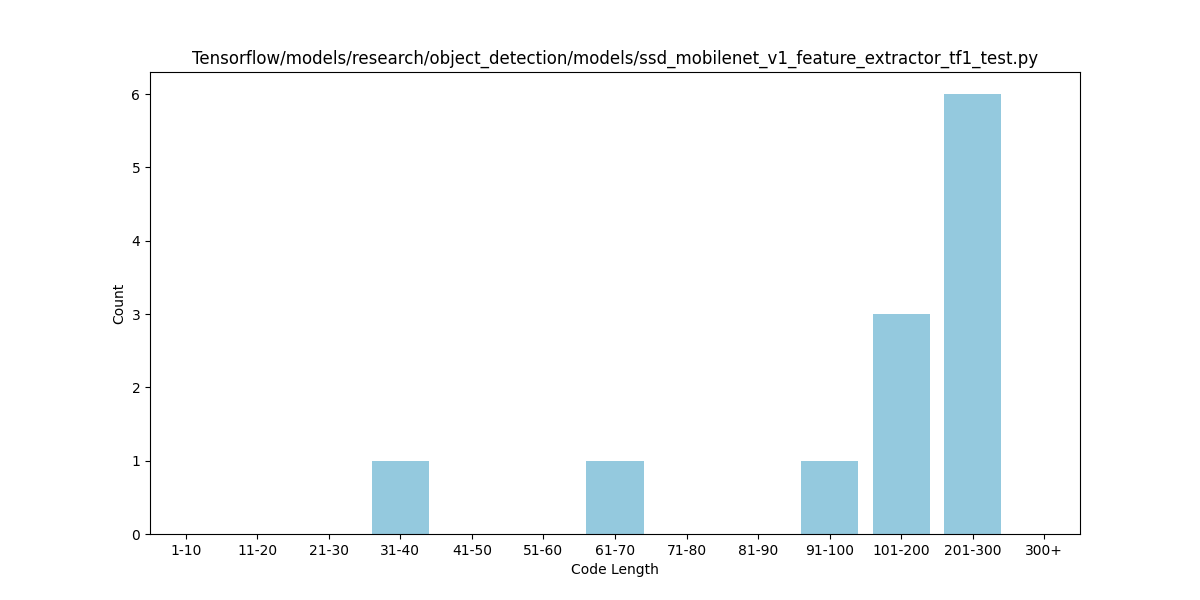 Tensorflow/models/research/object_detection/models/ssd_mobilenet_v1_feature_extractor_tf1_test.py
6
5
4
3
2
1
0
Count
1-10 11-20 21-30 31-40 41-50 51-60 61-70 71-80 81-90 91-100 101-200 201-300 300+
Code Length